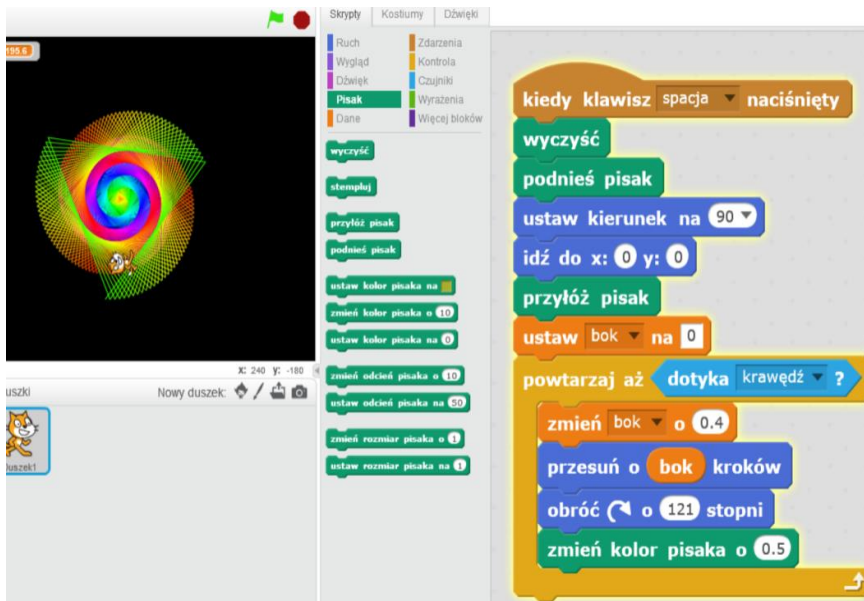 195.6
x: 240 y: -180
uszki
Nowy duszek:
duszek1
Skrypty Kostiumy Dźwięki
Ruch Zdarzenia
Wygląd Kontrola
Dźwięk Czujniki
Pisak Wyrażenia
Dane Więcej bloków
wyczyść
stempluj
przyłóż pisak
podnieś pisak
ustaw kolor pisaka na
zmień kolor pisaka o 10
ustaw kolor pisaka na 0
zmień odcień pisaka o 10
ustaw odcień pisaka na 50
zmień rozmiar pisaka o 1
ustaw rozmiar pisaka na 1
kiedy klawisz spacja naciśnięty
wyczyść
podnieś pisak
ustaw kierunek na 90
idź do x: 0 y: 0
przyłóż pisak
ustaw bok na 0
powtarzaj aż dotyka krawędź ?
zmień bok o 0.4
przesuń o bok kroków
obróć o 121 stopni
zmień kolor pisaka o 0.5